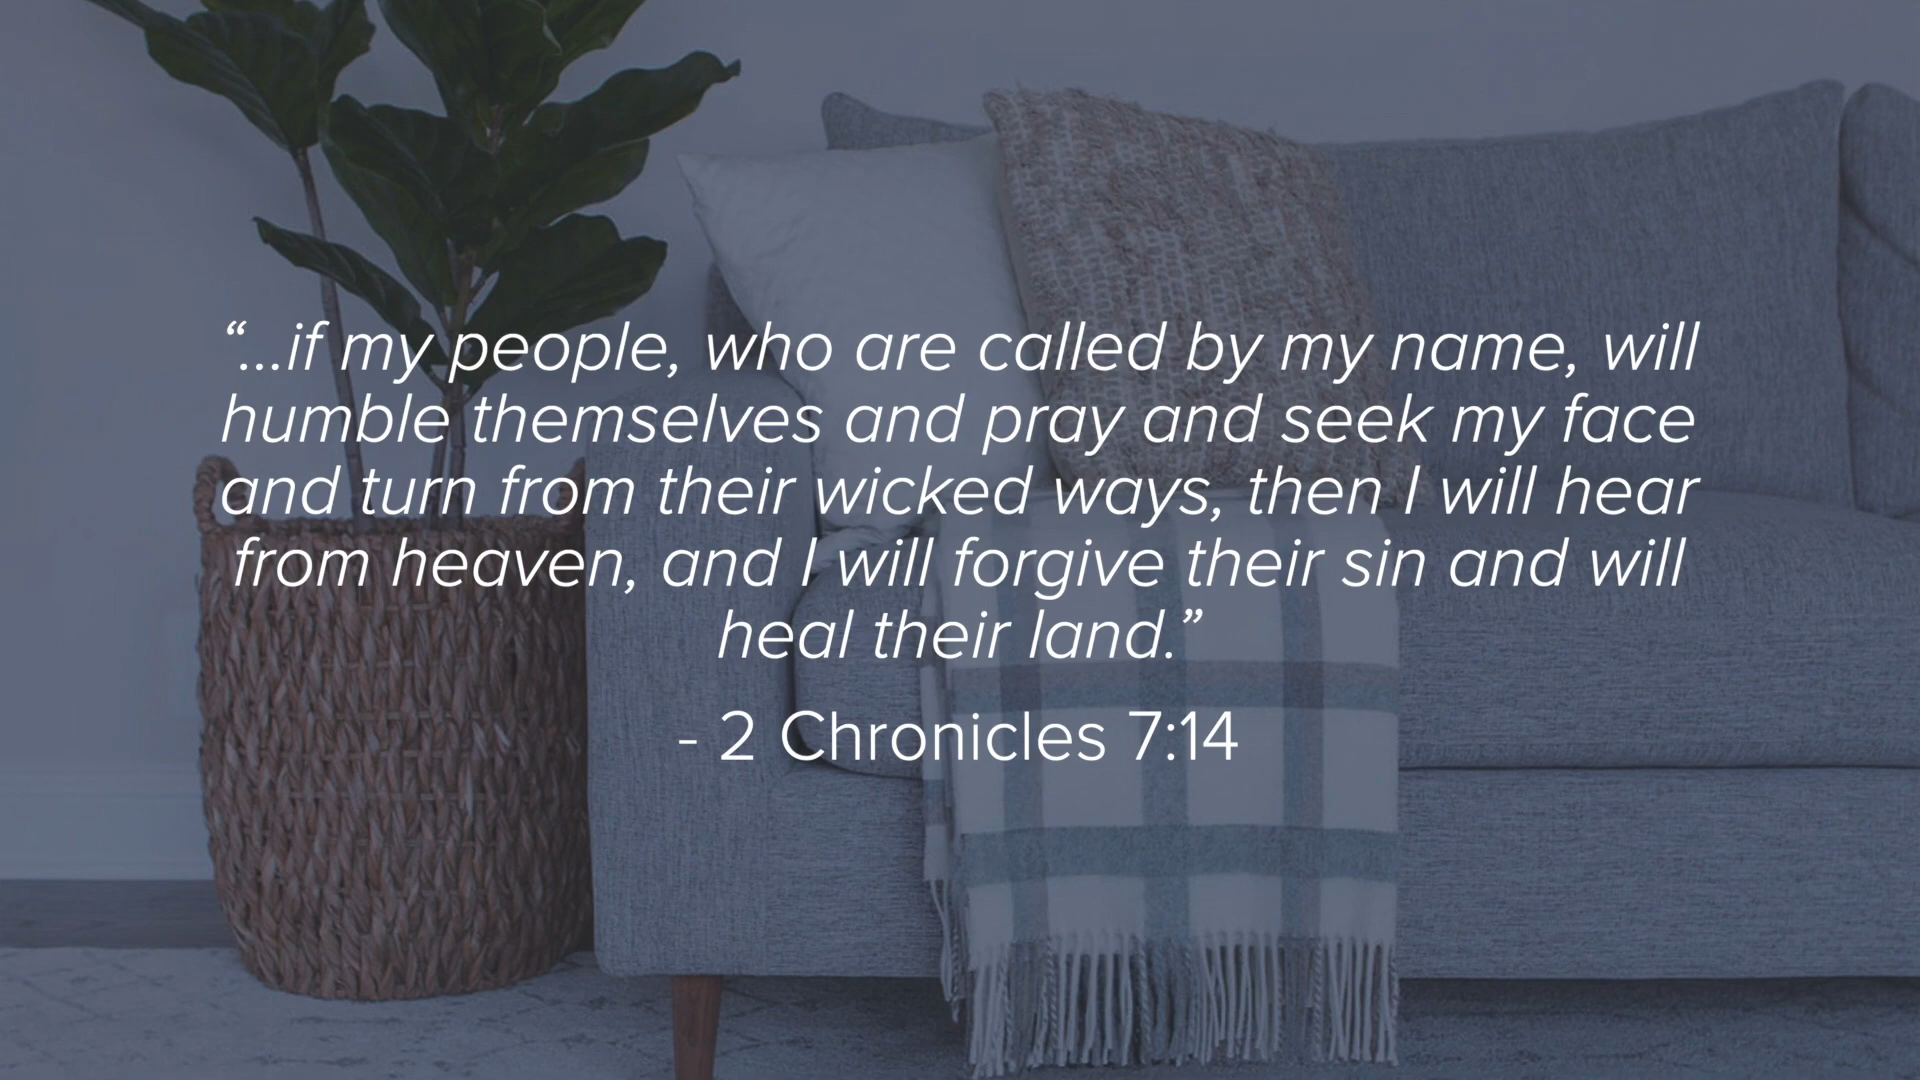 “...if my people, who are called by my name, will
humble themselves and pray and seek my face
and turn from their wicked ways, then I will hear
from heaven, and I will forgive their sin and will
heal their land.”
- 2 Chronicles 7:14